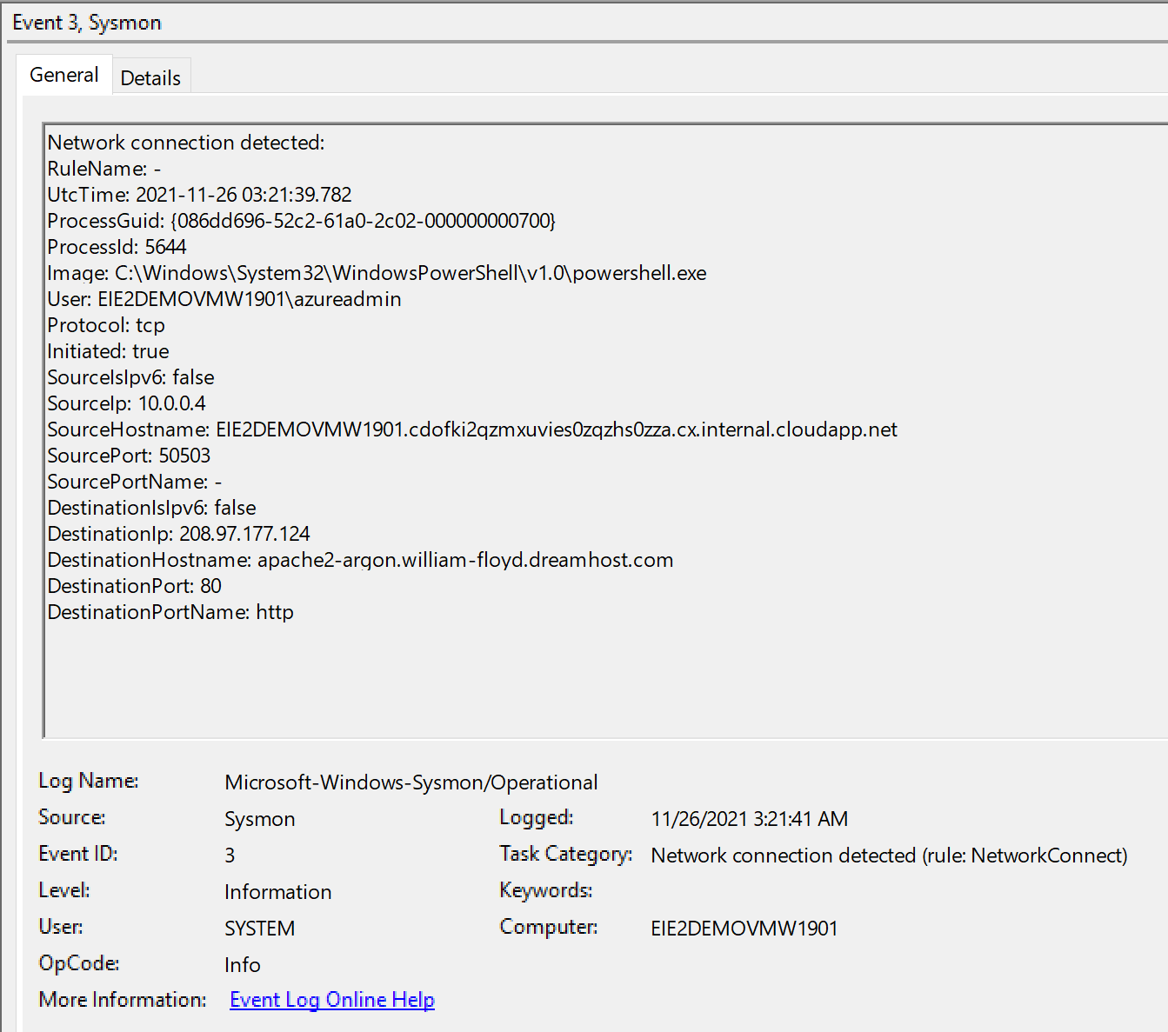 Event 3, Sysmon
General Details
Network connection detected:
RuleName: -
UtcTime: 2021-11-26 03:21:39.782
ProcessGuid: {086dd696-52c2-61a0-2c02-000000000700}
ProcessId: 5644
Image: C:\Windows\System32\WindowsPowerShell\v1.0\powershell.exe
User: EIE2DEMOVMW1901\azureadmin
Protocol: tcp
Initiated: true
SourceIsIpv6: false
SourceIp: 10.0.0.4
SourceHostname: EIE2DEMOVMW1901.cdofki2qzmxuvies0zqzhs0zza.cx.internal.cloudapp.net
SourcePort: 50503
SourcePortName: -
DestinationIsIpv6: false
DestinationIp: 208.97.177.124
DestinationHostname: apache2-argon.william-floyd.dreamhost.com
DestinationPort: 80
DestinationPortName: http
Log Name: Microsoft-Windows-Sysmon/Operational
Source: Sysmon Logged: 11/26/2021 3:21:41 AM
Event ID: 3 Task Category: Network connection detected (rule: NetworkConnect)
Level: Information Keywords:
User: SYSTEM Computer: EIE2DEMOVMW1901
OpCode: Info
More Information: Event Log Online Help